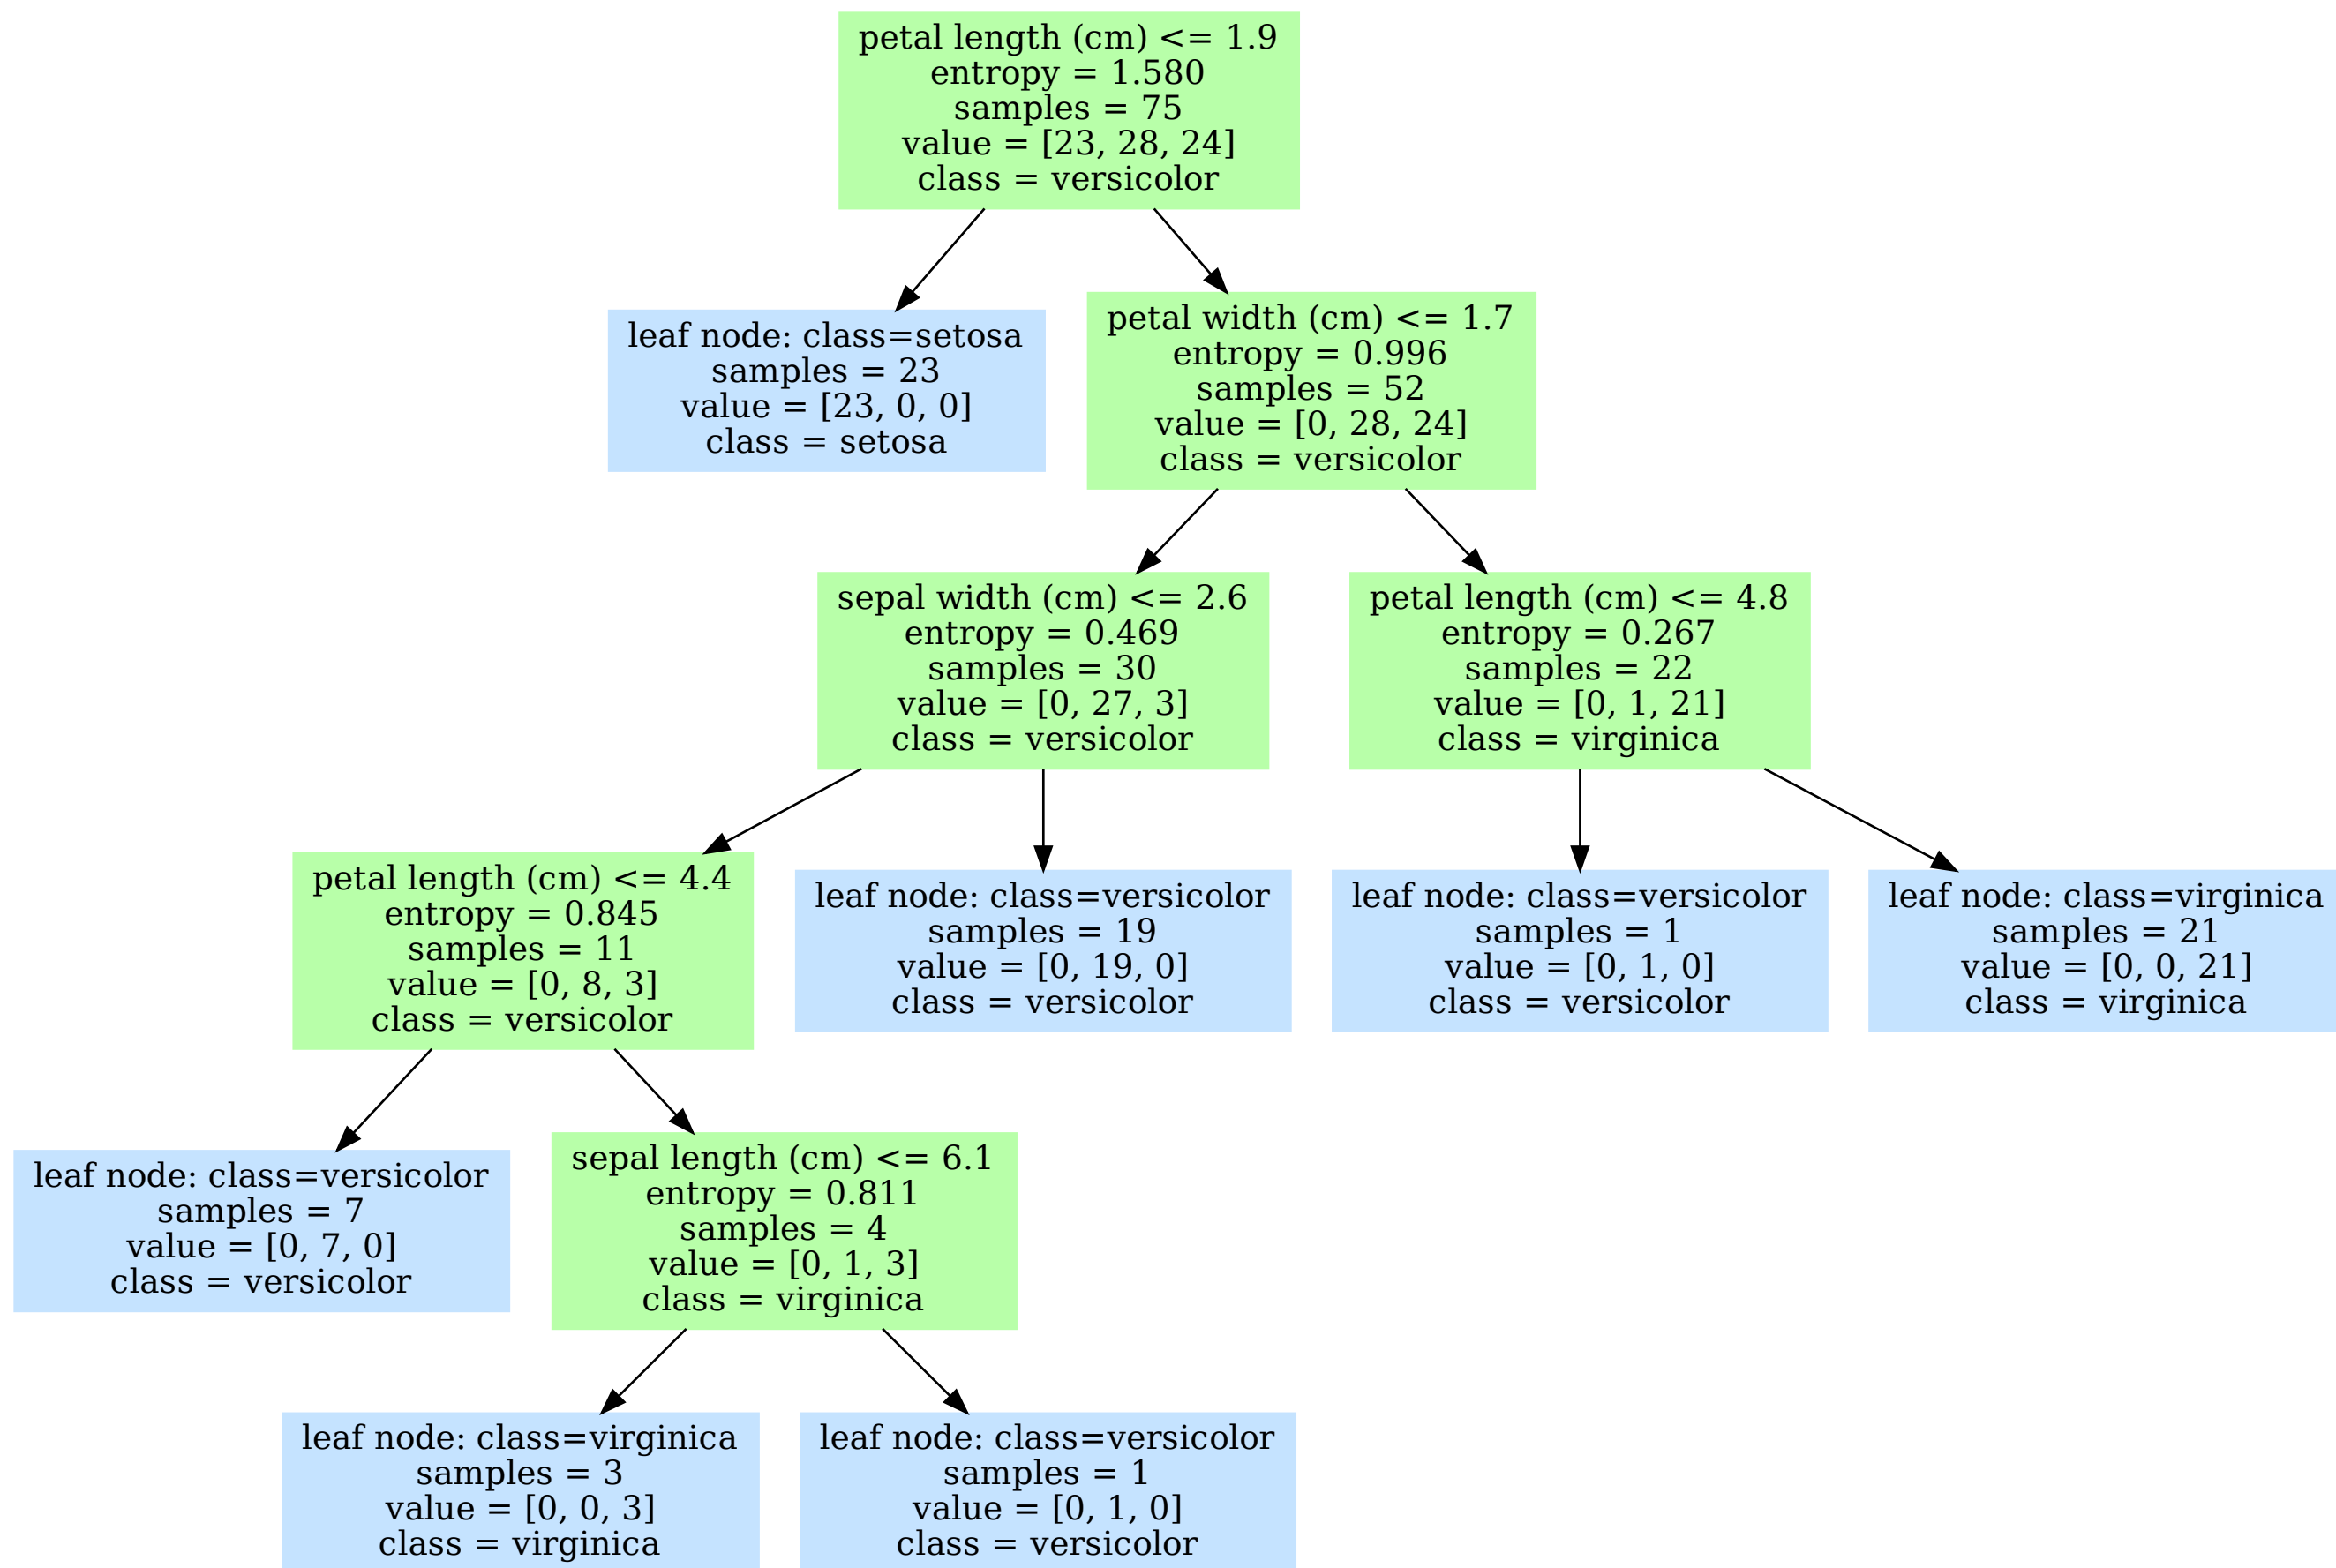 petal length (cm) <= 1.9
entropy = 1.580
samples = 75
value = [23, 28, 24]
class = versicolor
leaf node: class=setosa
samples = 23
value = [23, 0, 0]
class = setosa
petal width (cm) <= 1.7
entropy = 0.996
samples = 52
value = [0, 28, 24]
class = versicolor
sepal width (cm) <= 2.6
entropy = 0.469
samples = 30
value = [0, 27, 3]
class = versicolor
petal length (cm) <= 4.8
entropy = 0.267
samples = 22
value = [0, 1, 21]
class = virginica
petal length (cm) <= 4.4
entropy = 0.845
samples = 11
value = [0, 8, 3]
class = versicolor
leaf node: class=versicolor
samples = 19
value = [0, 19, 0]
class = versicolor
leaf node: class=versicolor
samples = 1
value = [0, 1, 0]
class = versicolor
leaf node: class=virginica
samples = 21
value = [0, 0, 21]
class = virginica
leaf node: class=versicolor
samples = 7
value = [0, 7, 0]
class = versicolor
sepal length (cm) <= 6.1
entropy = 0.811
samples = 4
value = [0, 1, 3]
class = virginica
leaf node: class=virginica
samples = 3
value = [0, 0, 3]
class = virginica
leaf node: class=versicolor
samples = 1
value = [0, 1, 0]
class = versicolor